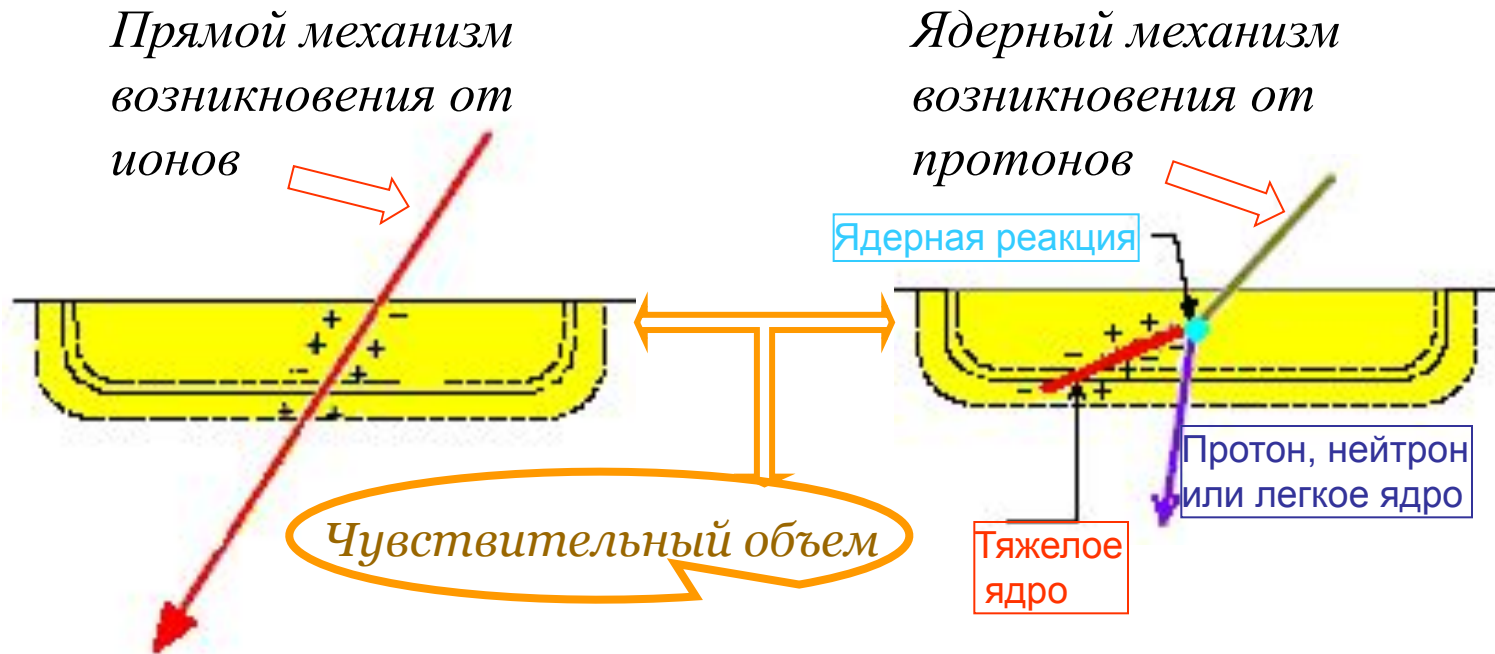 Прямой механизм
возникновения от
ионов
Ядерный механизм
возникновения от
протонов
Ядерная реакция
Протон, нейтрон
или легкое ядро
Чувствительный объем
Тяжелое
ядро